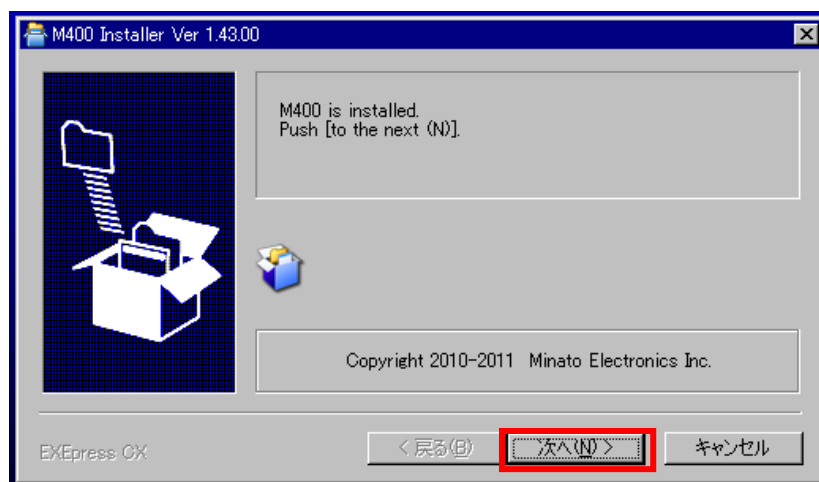 M400 Installer Ver 1.43.00
M400 is installed.
Push [to the next (N)].
Copyright 2010-2011 Minato Electronics Inc.
EXEpress CX
< 戻る(B)
次へ(N) >
キャンセル